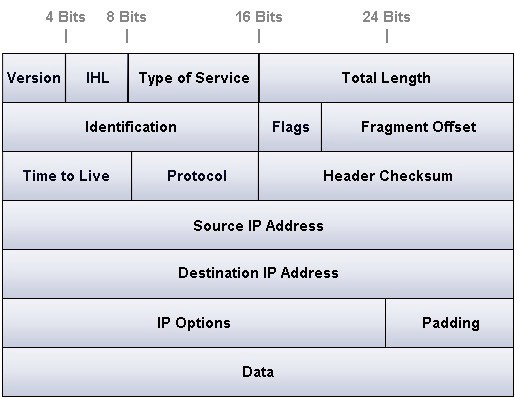 4 Bits 8 Bits 16 Bits 24 Bits
Version IHL Type of Service Total Length
Identification Flags Fragment Offset
Time to Live Protocol Header Checksum
Source IP Address
Destination IP Address
IP Options Padding
Data